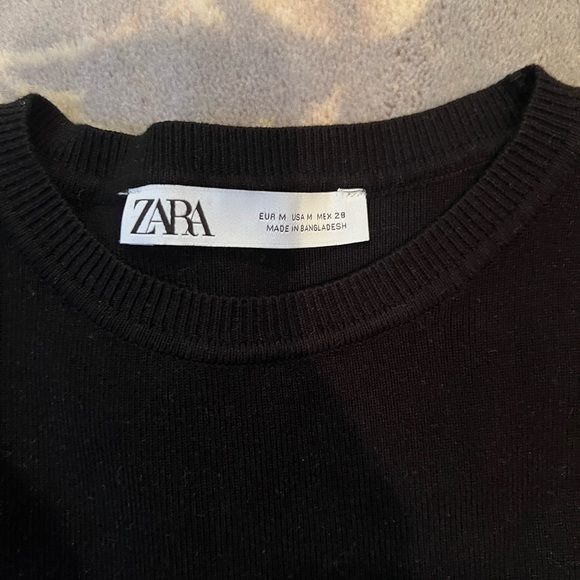 ZARA
EUR M USA M MEX 28
MADE IN BANGLADESH